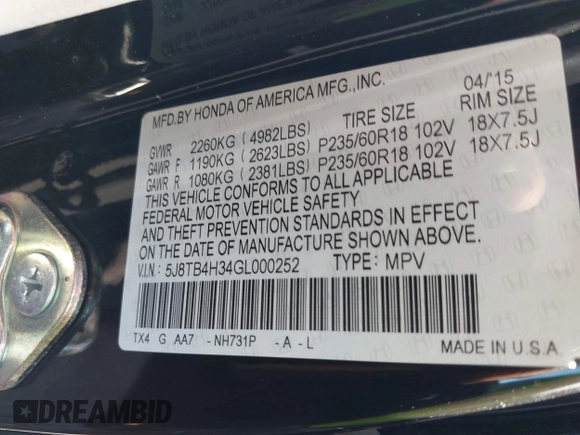 MFD.BY HONDA OF AMERICA MFG.,INC. 04/15
TIRE SIZE RIM SIZE
GVWR 2260KG ( 4982LBS)
GAWR F 1190KG ( 2623LBS) P235/60R18 102V 18X7.5J
GAWR R 1080KG ( 2381LBS) P235/60R18 102V 18X7.5J
THIS VEHICLE CONFORMS TO ALL APPLICABLE
FEDERAL MOTOR VEHICLE SAFETY
AND THEFT PREVENTION STANDARDS IN EFFECT
ON THE DATE OF MANUFACTURE SHOWN ABOVE.
V.I.N.: 5J8TB4H34GL000252 TYPE: MPV
TX4 G AA7 - NH731P - A - L
MADE IN U.S.A
DREAMBID